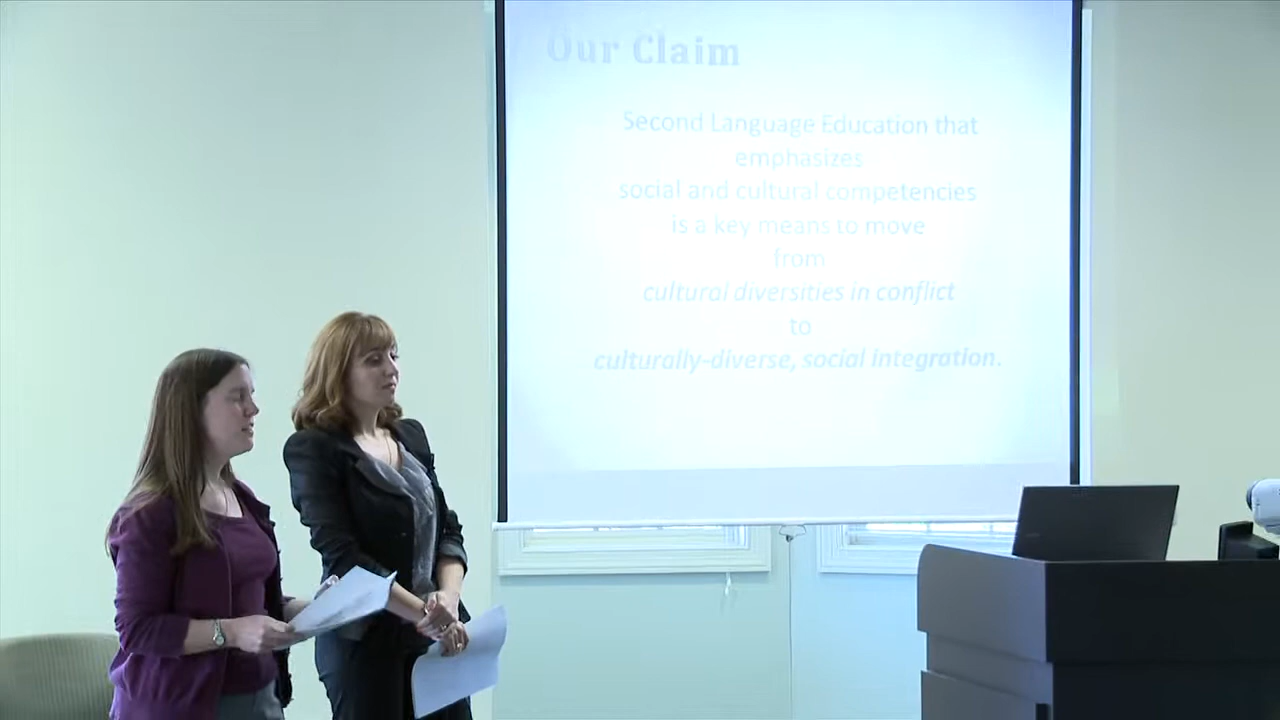 Our Claim
Second Language Education that
emphasizes
social and cultural competencies
is a key means to move
from
cultural diversities in conflict
to
culturally-diverse, social integration.